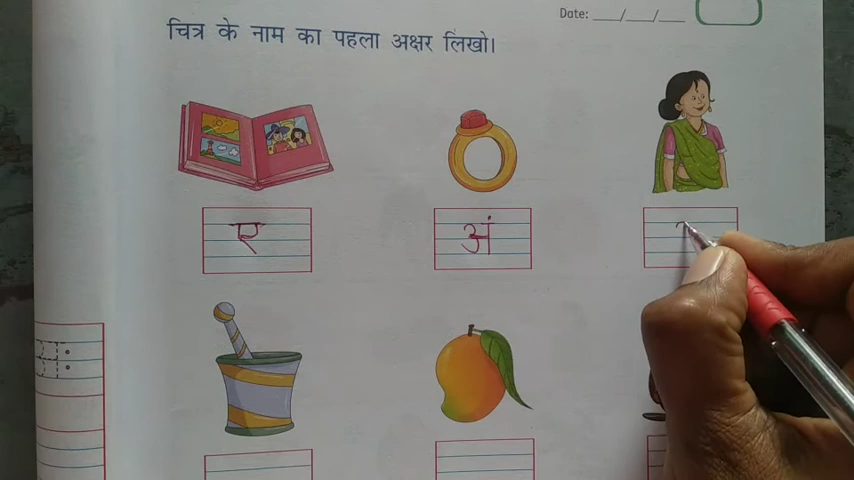 Date: ___/___/___
चित्र के नाम का पहला अक्षर लिखो।
ए अं
अः